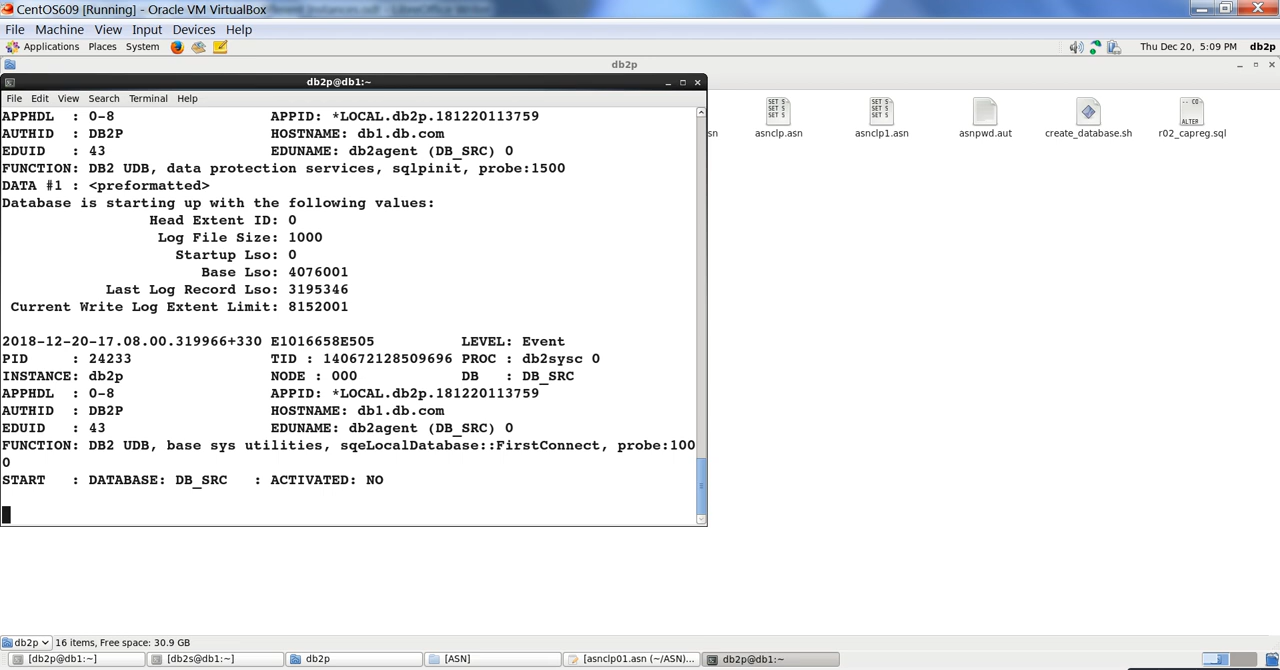 CentOS609 [Running] - Oracle VM VirtualBox
File Machine View Input Devices Help
Applications Places System Thu Dec 20, 5:09 PM db2p
db2p
db2p@db1:~
File Edit View Search Terminal Help
APPHDL  : 0-8                  APPID: *LOCAL.db2p.181220113759
AUTHID  : DB2P                 HOSTNAME: db1.db.com
EDUID   : 43                   EDUNAME: db2agent (DB_SRC) 0
FUNCTION: DB2 UDB, data protection services, sqlpinit, probe:1500
DATA #1 : <preformatted>
Database is starting up with the following values:
Head Extent ID: 0
Log File Size: 1000
Startup Lso: 0
Base Lso: 4076001
Last Log Record Lso: 3195346
Current Write Log Extent Limit: 8152001
2018-12-20-17.08.00.319966+330 E1016658E505          LEVEL: Event
PID     : 24233                TID : 140672128509696 PROC : db2sysc 0
INSTANCE: db2p                 NODE : 000            DB   : DB_SRC
APPHDL  : 0-8                  APPID: *LOCAL.db2p.181220113759
AUTHID  : DB2P                 HOSTNAME: db1.db.com
EDUID   : 43                   EDUNAME: db2agent (DB_SRC) 0
FUNCTION: DB2 UDB, base sys utilities, sqeLocalDatabase::FirstConnect, probe:100
0
START   : DATABASE: DB_SRC   : ACTIVATED: NO
SET S
SET S
SET S
SET S
SET S
SET S
-- CO
ALTER
sn asnclp.asn asnclp1.asn asnpwd.aut create_database.sh r02_capreg.sql
db2p 16 items, Free space: 30.9 GB
[db2p@db1:~] [db2s@db1:~] db2p [ASN] [asnclp01.asn (~/ASN)... db2p@db1:~